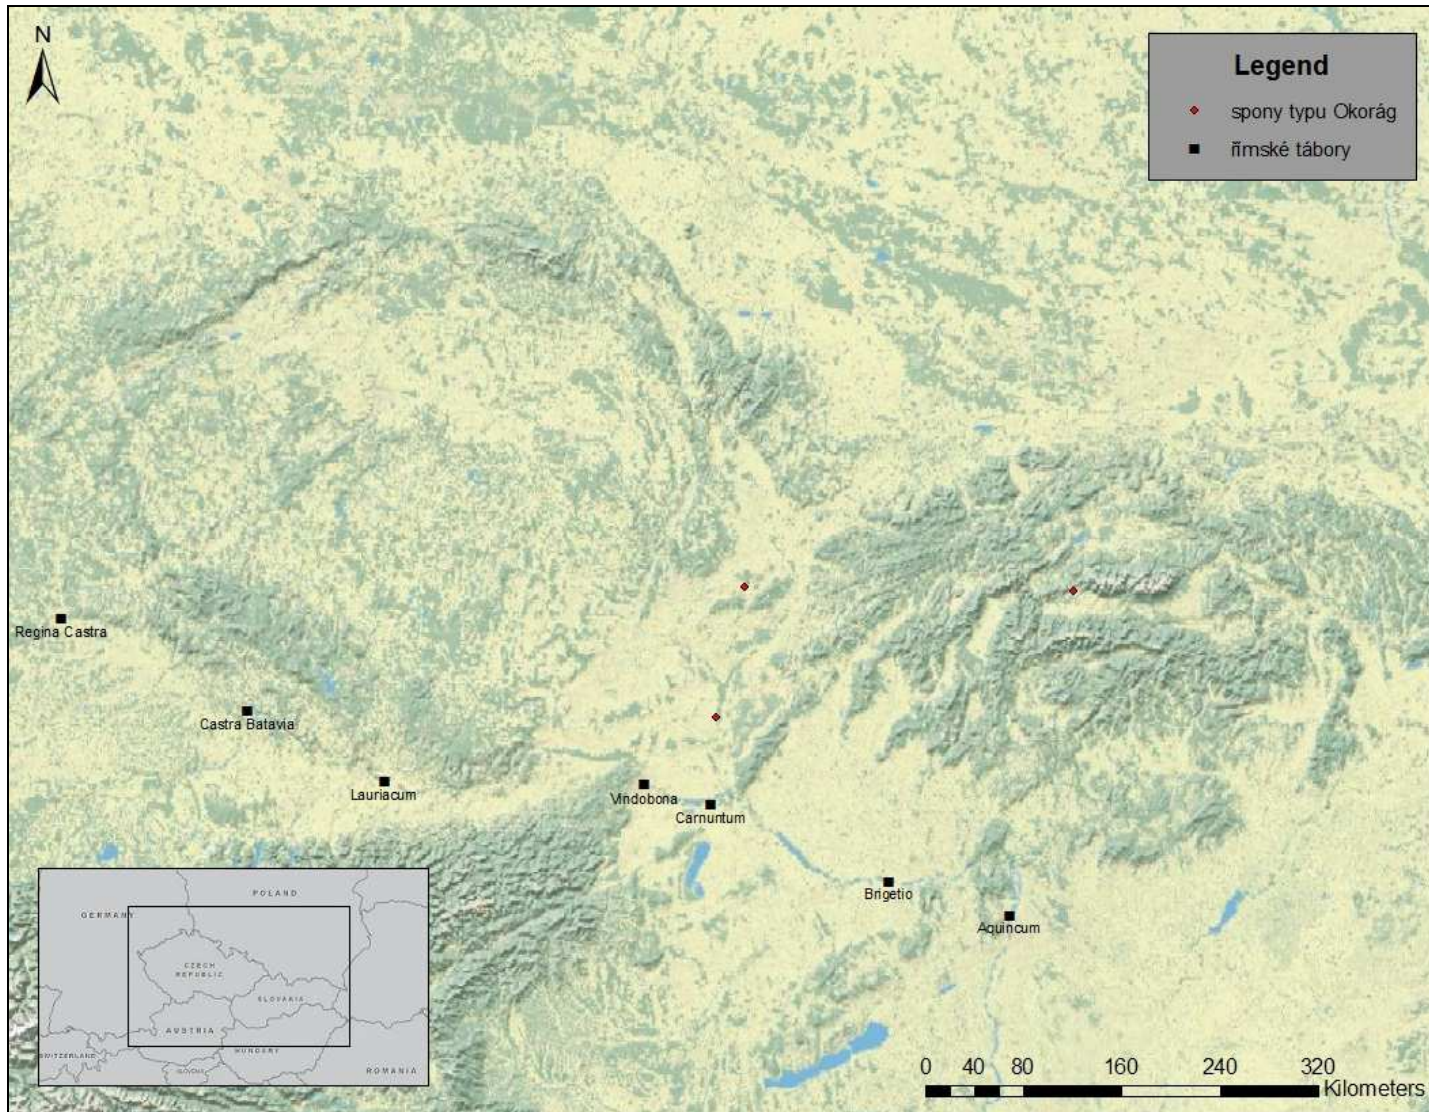 N
Legend
spony typu Okorág
římské tábory
Regina Castra
Castra Batavia
Lauriacum
Vindobona
Carnuntum
Brigetio
Aquincum
POLAND
GERMANY
CZECH
REPUBLIC
SLOVAKIA
AUSTRIA
SWITZERLAND
HUNGARY
SLOVENIA
ROMANIA
0 40 80 160 240 320
Kilometers